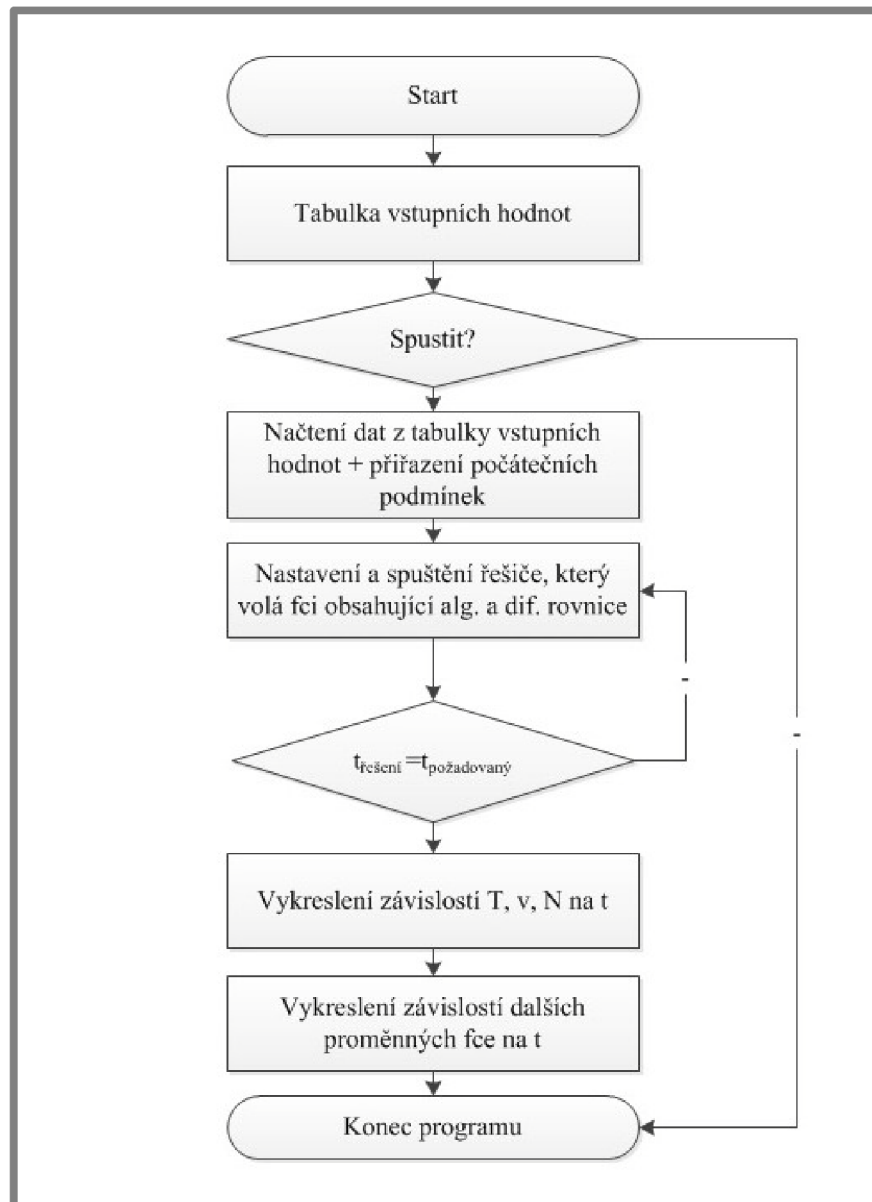 Start
Tabulka vstupních hodnot
Spustit?
Načtení dat z tabulky vstupních
hodnot + přiřazení počátečních
podmínek
Nastavení a spuštění řešiče, který
volá fci obsahující alg. a dif. rovnice
-
-
třešení =tpožadovaný
Vykreslení závislostí T, v, N na t
Vykreslení závislostí dalších
proměnných fce na t
Konec programu